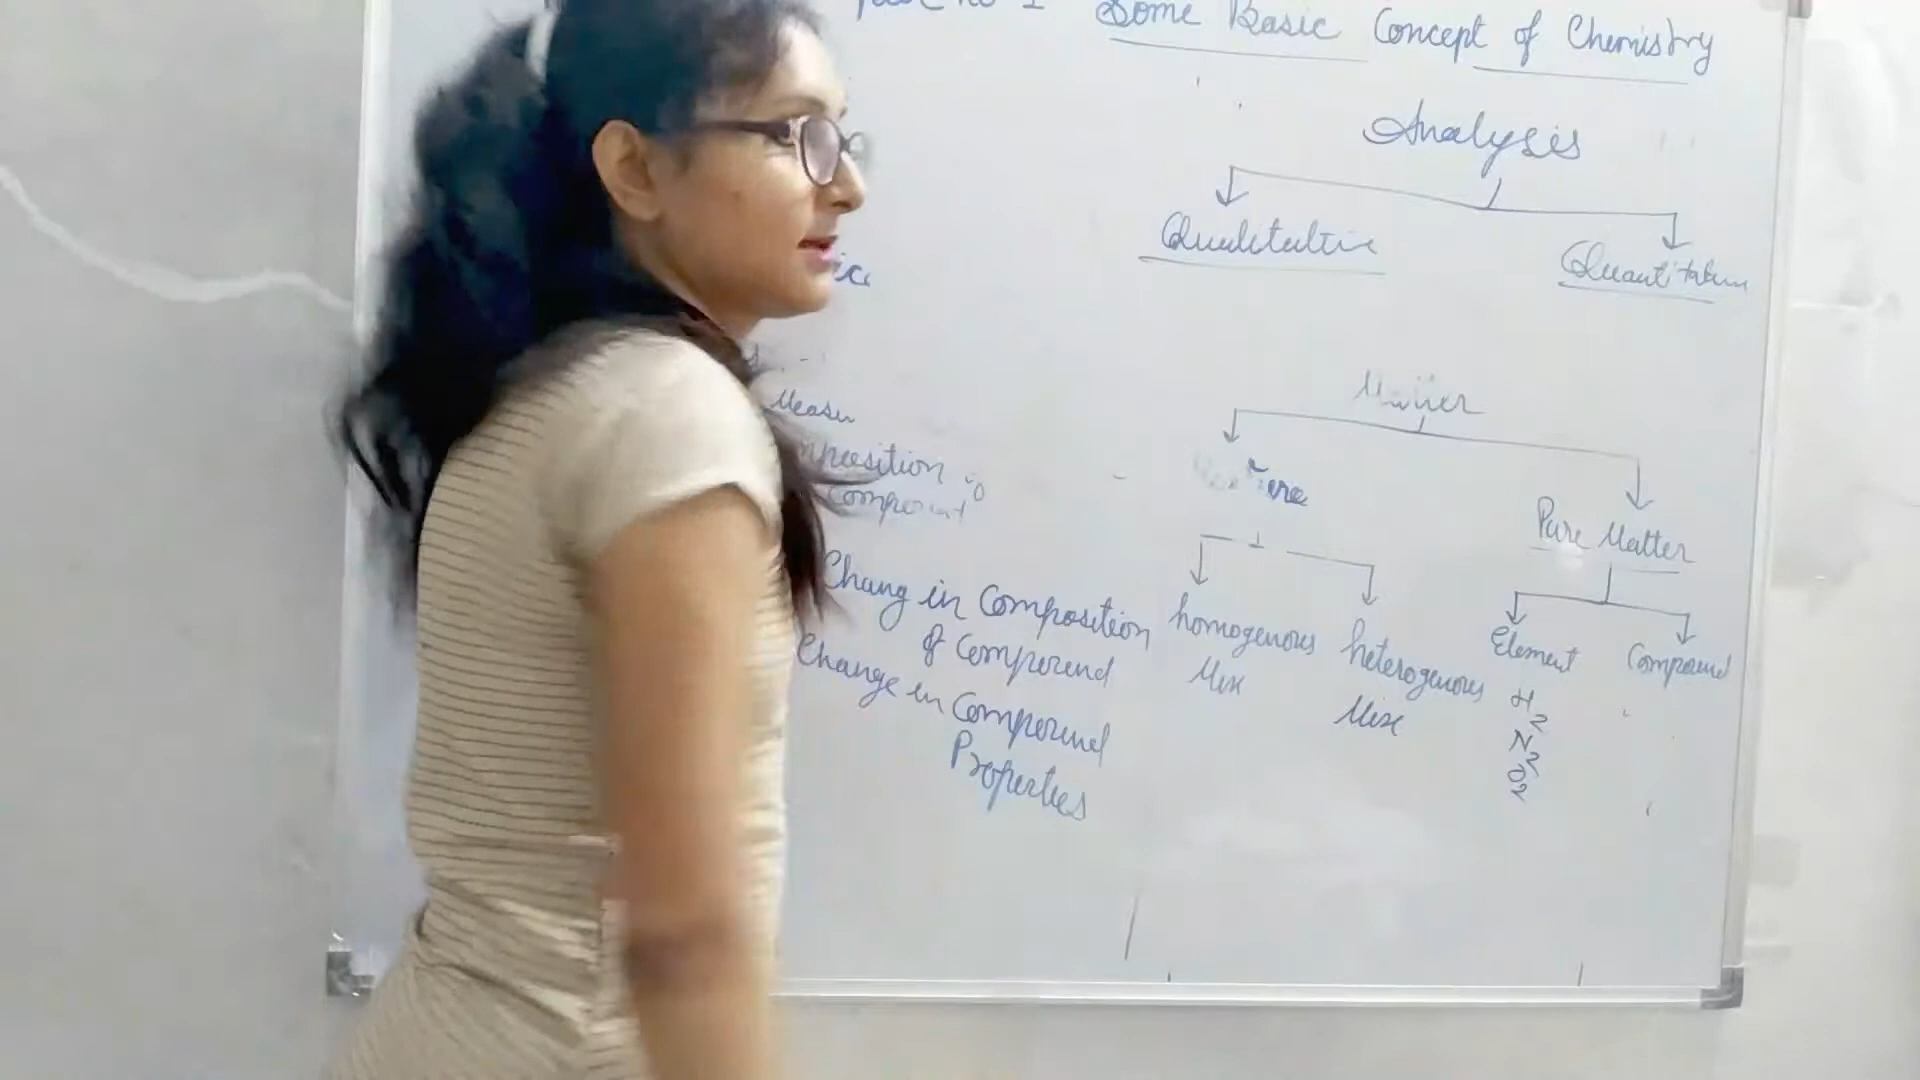 Some Basic Concept of Chemistry
Analysis
Qualitative
Quantitative
Matter
Measu
Pure Matter
Chang in Composition
of Compound
Change in Compound
Properties
homogenous
Mix
heterogenous
Mix
Element
Compound
H2
N2
O2